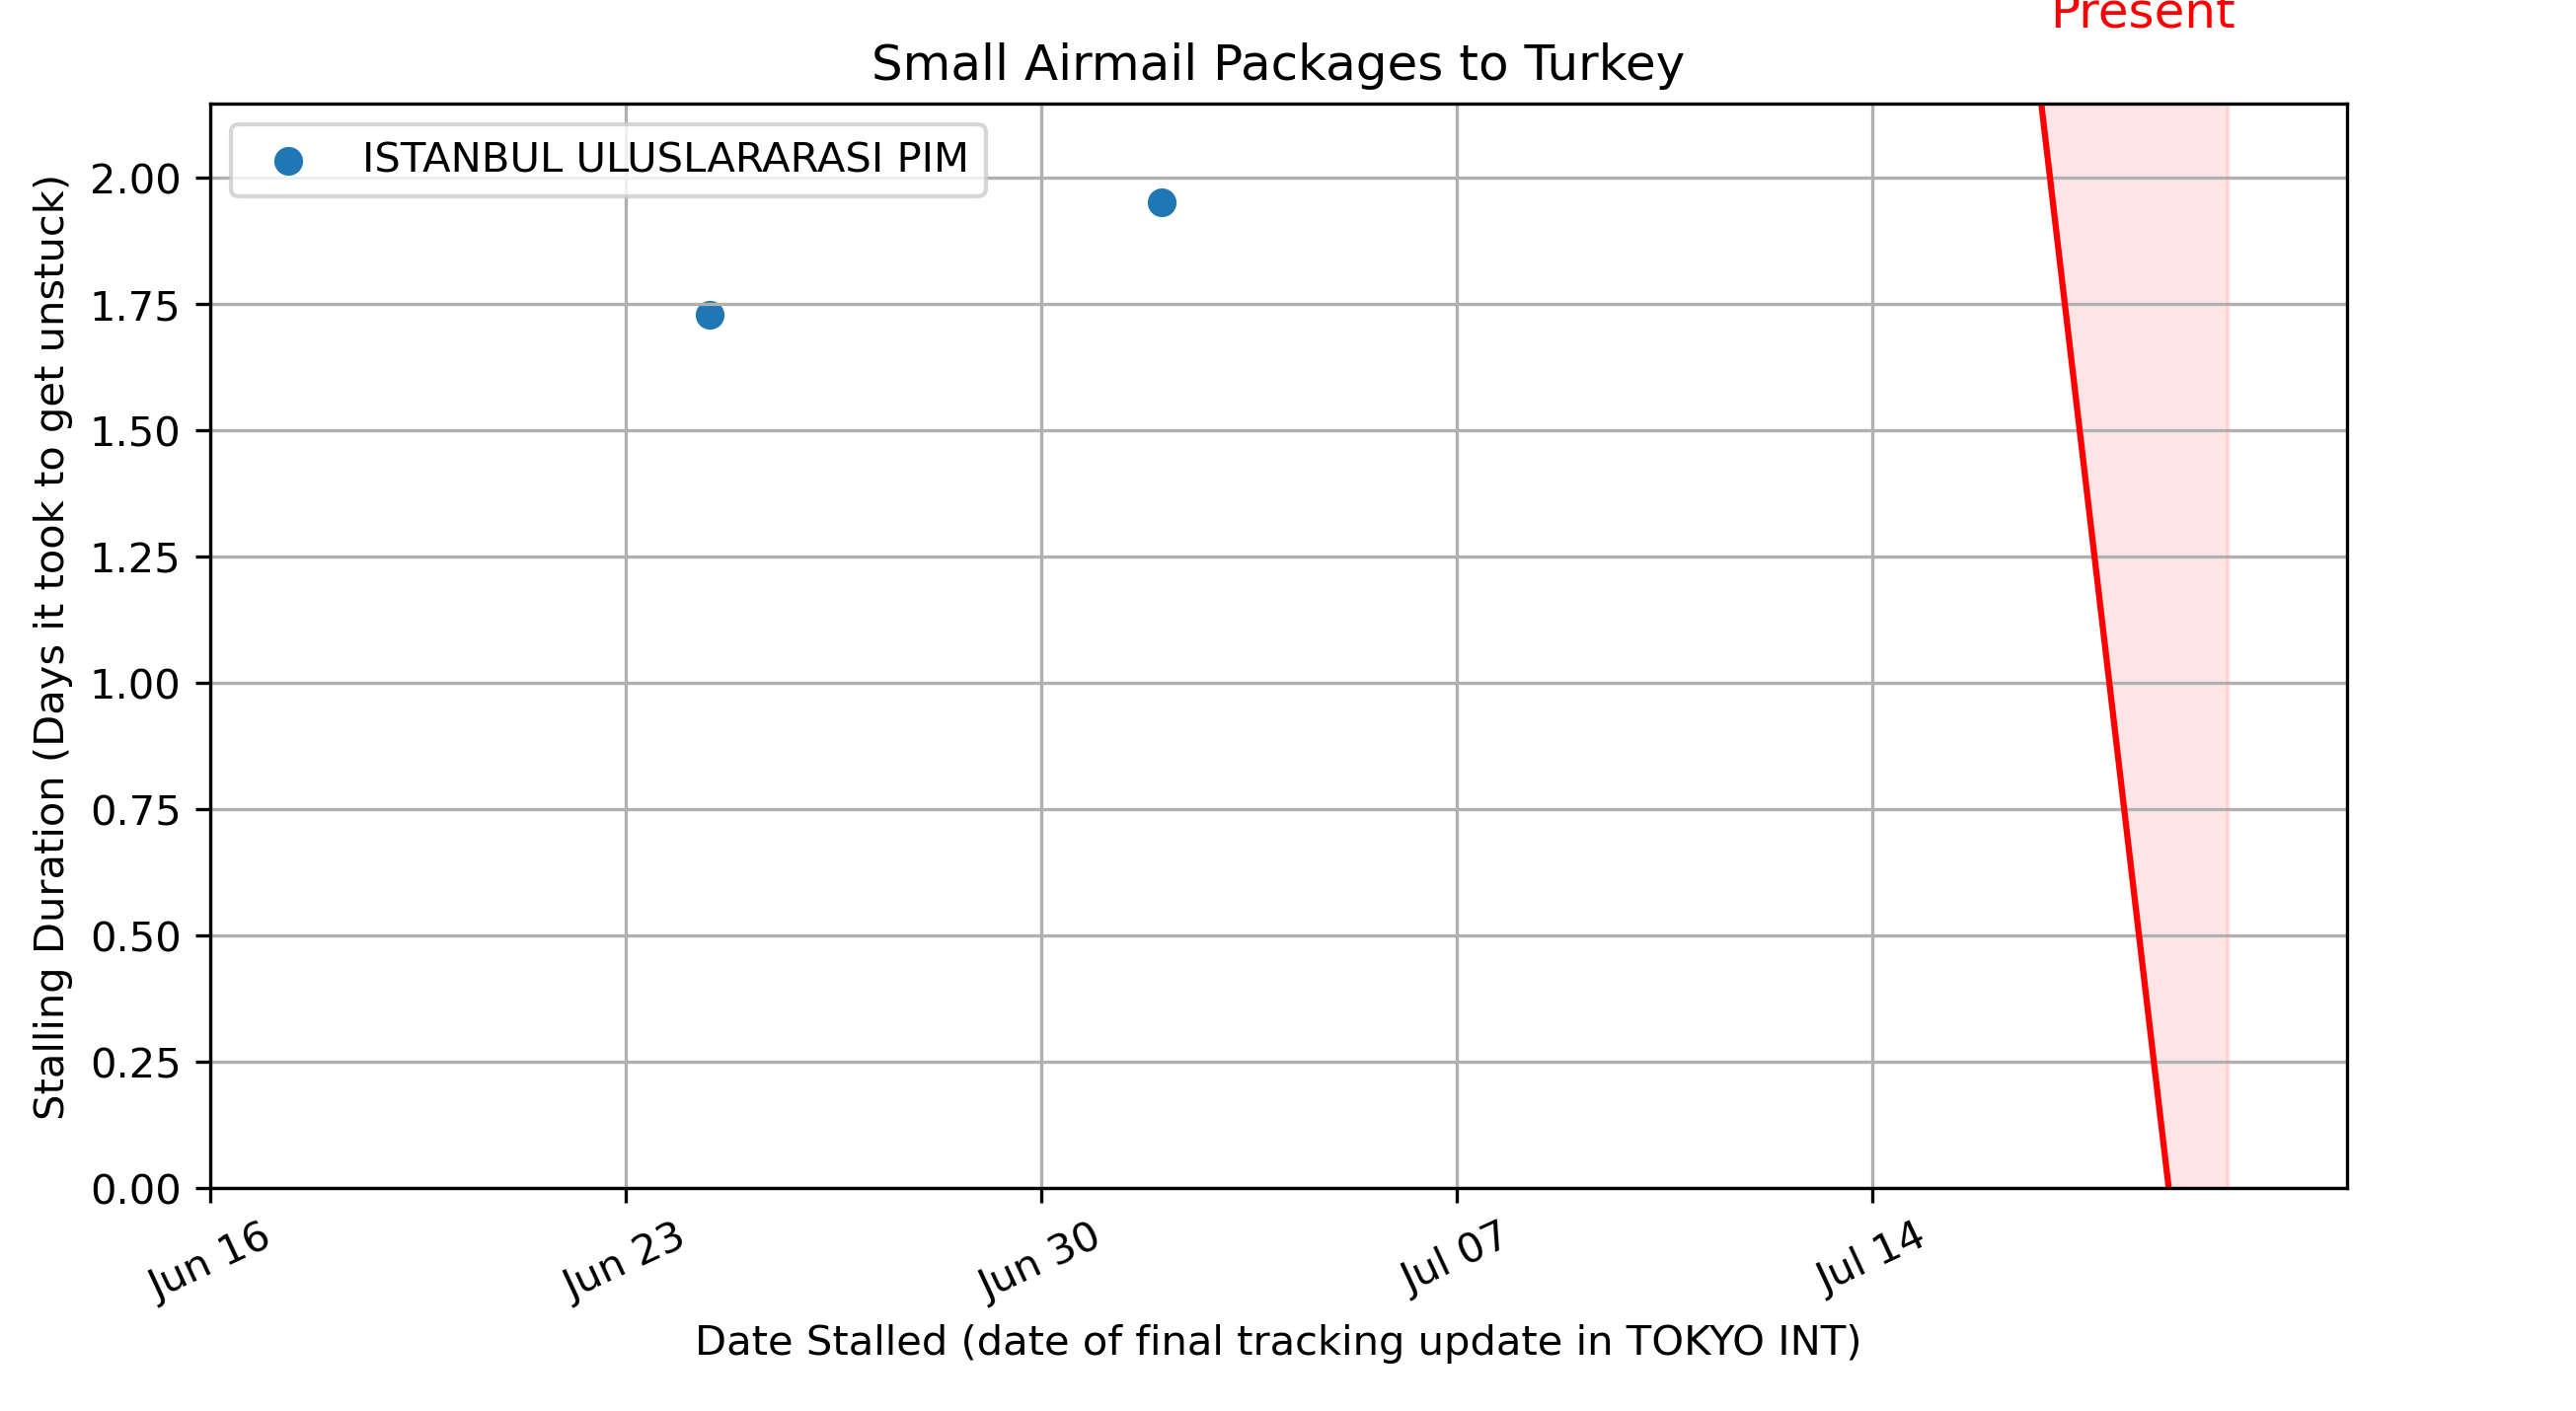 Present
Small Airmail Packages to Turkey
ISTANBUL ULUSLARARASI PIM
Stalling Duration (Days it took to get unstuck)
2.00
1.75
1.50
1.25
1.00
0.75
0.50
0.25
0.00
Jun 16
Jun 23
Jun 30
Jul 07
Jul 14
Date Stalled (date of final tracking update in TOKYO INT)